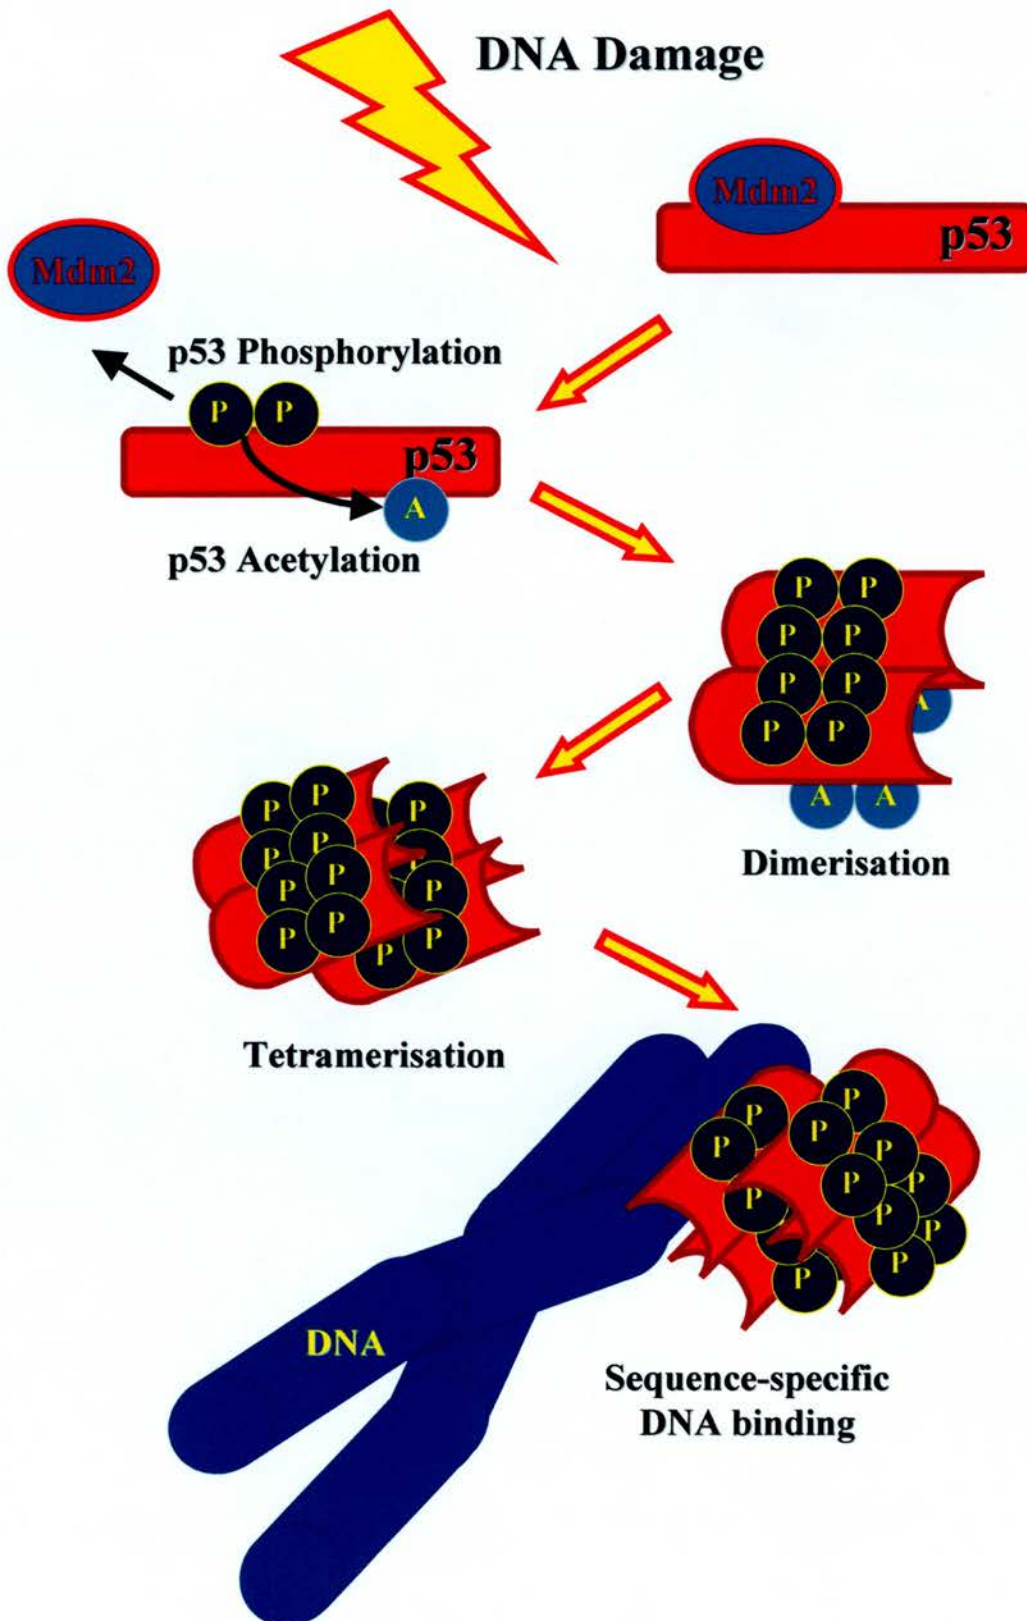 DNA Damage
Mdm2
p53
Mdm2
p53 Phosphorylation
P P
p53
A
p53 Acetylation
P P
P P
P P
P P
A
A A
Dimerisation
P P P
P P P
P P P
P P P P
Tetramerisation
P P
P P P
P P P
P P P
P P
DNA
Sequence-specific
DNA binding